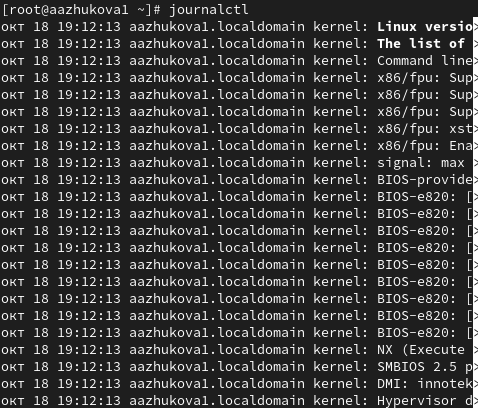 [root@aazhukova1 ~]# journalctl
окт 18 19:12:13 aazhukova1.localdomain kernel: Linux versio>
окт 18 19:12:13 aazhukova1.localdomain kernel: The list of >
окт 18 19:12:13 aazhukova1.localdomain kernel: Command line>
окт 18 19:12:13 aazhukova1.localdomain kernel: x86/fpu: Sup>
окт 18 19:12:13 aazhukova1.localdomain kernel: x86/fpu: Sup>
окт 18 19:12:13 aazhukova1.localdomain kernel: x86/fpu: Sup>
окт 18 19:12:13 aazhukova1.localdomain kernel: x86/fpu: xst>
окт 18 19:12:13 aazhukova1.localdomain kernel: x86/fpu: Ena>
окт 18 19:12:13 aazhukova1.localdomain kernel: signal: max >
окт 18 19:12:13 aazhukova1.localdomain kernel: BIOS-provide>
окт 18 19:12:13 aazhukova1.localdomain kernel: BIOS-e820: [>
окт 18 19:12:13 aazhukova1.localdomain kernel: BIOS-e820: [>
окт 18 19:12:13 aazhukova1.localdomain kernel: BIOS-e820: [>
окт 18 19:12:13 aazhukova1.localdomain kernel: BIOS-e820: [>
окт 18 19:12:13 aazhukova1.localdomain kernel: BIOS-e820: [>
окт 18 19:12:13 aazhukova1.localdomain kernel: BIOS-e820: [>
окт 18 19:12:13 aazhukova1.localdomain kernel: BIOS-e820: [>
окт 18 19:12:13 aazhukova1.localdomain kernel: BIOS-e820: [>
окт 18 19:12:13 aazhukova1.localdomain kernel: BIOS-e820: [>
окт 18 19:12:13 aazhukova1.localdomain kernel: NX (Execute >
окт 18 19:12:13 aazhukova1.localdomain kernel: SMBIOS 2.5 p>
окт 18 19:12:13 aazhukova1.localdomain kernel: DMI: innotek>
окт 18 19:12:13 aazhukova1.localdomain kernel: Hypervisor d>